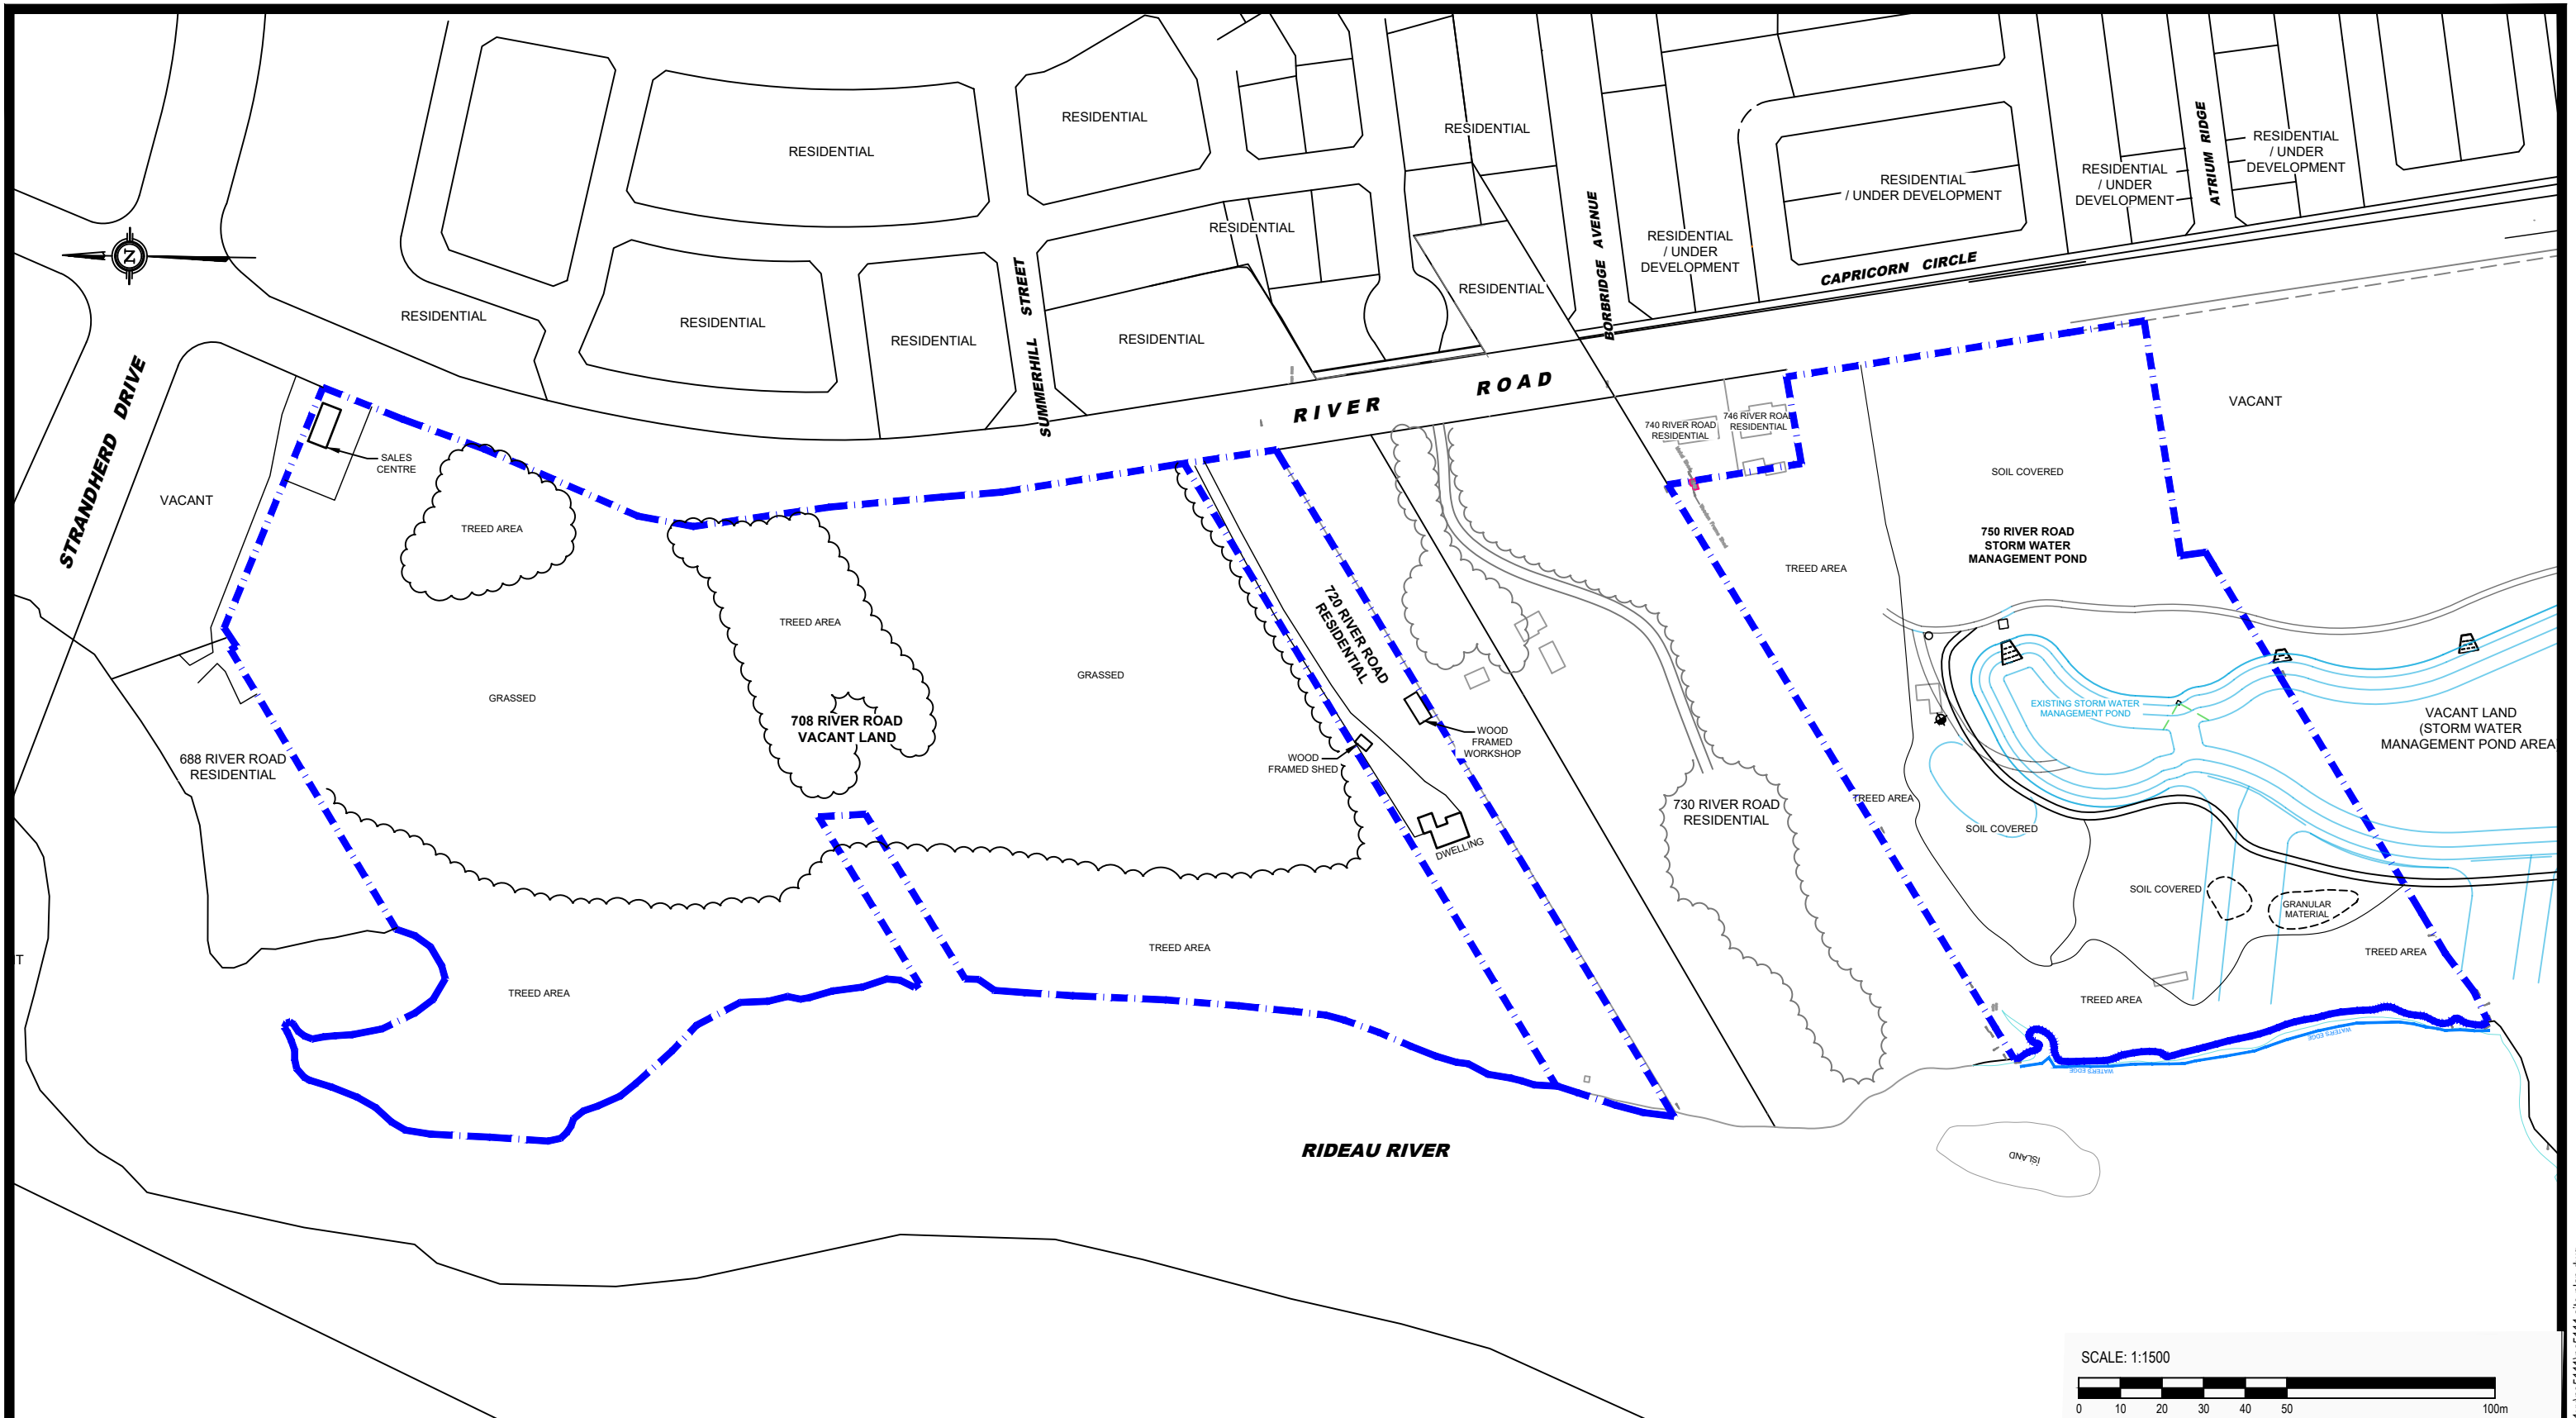 RESIDENTIAL
RESIDENTIAL
RESIDENTIAL
RESIDENTIAL
/ UNDER
DEVELOPMENT
ATRIUM RIDGE
RESIDENTIAL
/ UNDER
DEVELOPMENT
RESIDENTIAL
/ UNDER DEVELOPMENT
RESIDENTIAL
RESIDENTIAL
/ UNDER
DEVELOPMENT
BORBRIDGE AVENUE
CAPRICORN CIRCLE
N
RESIDENTIAL
RESIDENTIAL
RESIDENTIAL
SUMMERHILL STREET
RESIDENTIAL
RESIDENTIAL
RIVER ROAD
STRANDHERD DRIVE
VACANT
SALES
CENTRE
TREED AREA
740 RIVER ROAD
RESIDENTIAL
746 RIVER ROAD
RESIDENTIAL
VACANT
SOIL COVERED
750 RIVER ROAD
STORM WATER
MANAGEMENT POND
TREED AREA
TREED AREA
GRASSED
GRASSED
720 RIVER ROAD
RESIDENTIAL
708 RIVER ROAD
VACANT LAND
688 RIVER ROAD
RESIDENTIAL
WOOD
FRAMED SHED
WOOD
FRAMED
WORKSHOP
DWELLING
730 RIVER ROAD
RESIDENTIAL
EXISTING STORM WATER
MANAGEMENT POND
VACANT LAND
(STORM WATER
MANAGEMENT POND AREA
TREED AREA
SOIL COVERED
SOIL COVERED
GRANULAR
MATERIAL
TREED AREA
TREED AREA
TREED AREA
TREED AREA
T
WATERS EDGE
WATERS EDGE
RIDEAU RIVER
ISLAND
SCALE: 1:1500
0 10 20 30 40 50 100m